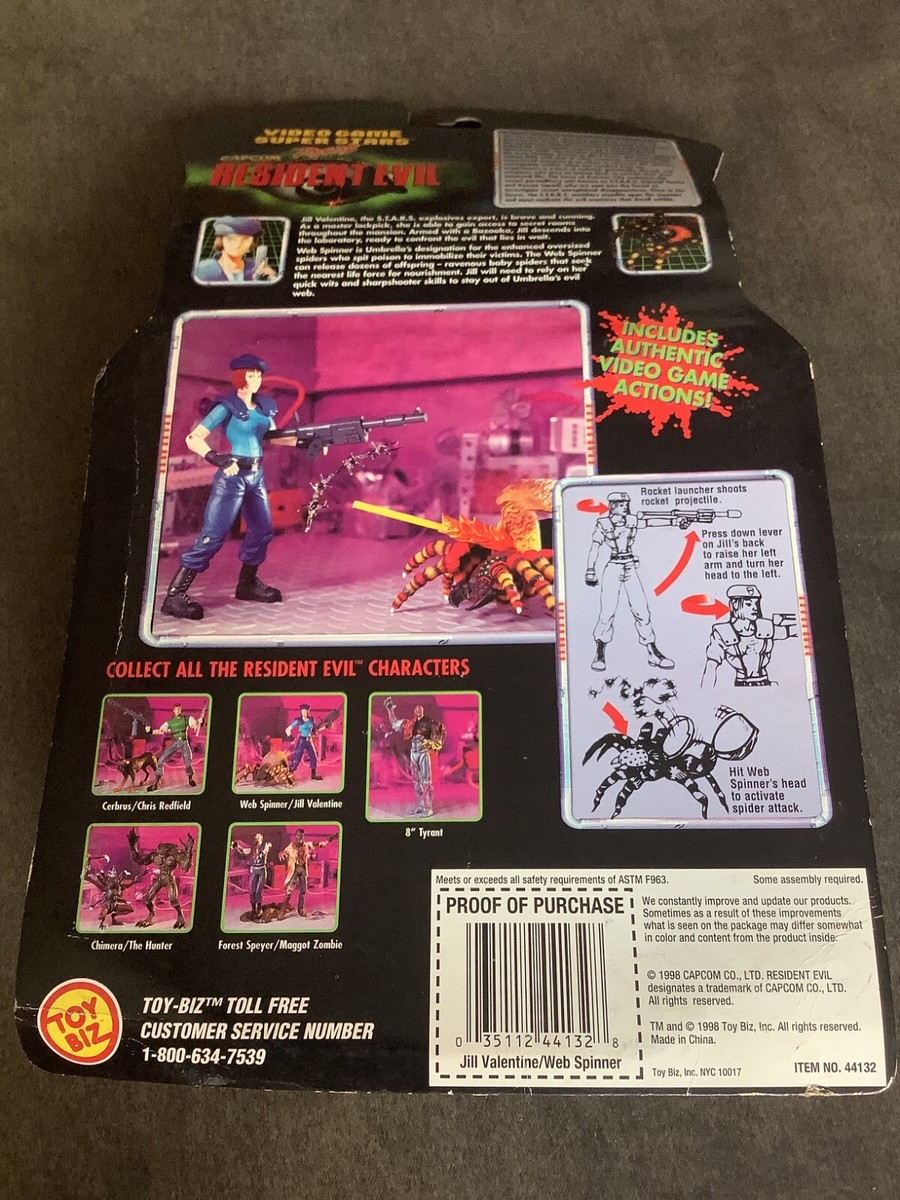 VIDEO GAME
SUPER STARS
CAPCOM
RESIDENT EVIL
Jill Valentine, the S.T.A.R.S. explosives expert, is brave and cunning.
As a master lockpick, she is able to gain access to secret rooms
throughout the mansion. Armed with a Bazooka, Jill descends into
the laboratory, ready to confront the evil that lies in wait.
Web Spinner is Umbrella's designation for the enhanced oversized
spiders who spit poison to immobilize their victims. The Web Spinner
can release dozens of offspring – ravenous baby spiders that seek
the nearest life force for nourishment. Jill will need to rely on her
quick wits and sharpshooter skills to stay out of Umbrella's evil
web.
INCLUDES
AUTHENTIC
VIDEO GAME
ACTIONS!
Rocket launcher shoots
rocket projectile.
Press down lever
on Jill's back
to raise her left
arm and turn her
head to the left.
Hit Web
Spinner's head
to activate
spider attack.
COLLECT ALL THE RESIDENT EVIL™ CHARACTERS
Cerbrus/Chris Redfield
Web Spinner/Jill Valentine
8" Tyrant
Chimera/The Hunter
Forest Speyer/Maggot Zombie
TOY BIZ
TOY-BIZ™ TOLL FREE
CUSTOMER SERVICE NUMBER
1-800-634-7539
Meets or exceeds all safety requirements of ASTM F963.
Some assembly required.
PROOF OF PURCHASE
0 35112 44132 8
Jill Valentine/Web Spinner
We constantly improve and update our products.
Sometimes as a result of these improvements
what is seen on the package may differ somewhat
in color and content from the product inside.
© 1998 CAPCOM CO., LTD. RESIDENT EVIL
designates a trademark of CAPCOM CO., LTD.
All rights reserved.
TM and © 1998 Toy Biz, Inc. All rights reserved.
Made in China.
Toy Biz, Inc. NYC 10017
ITEM NO. 44132